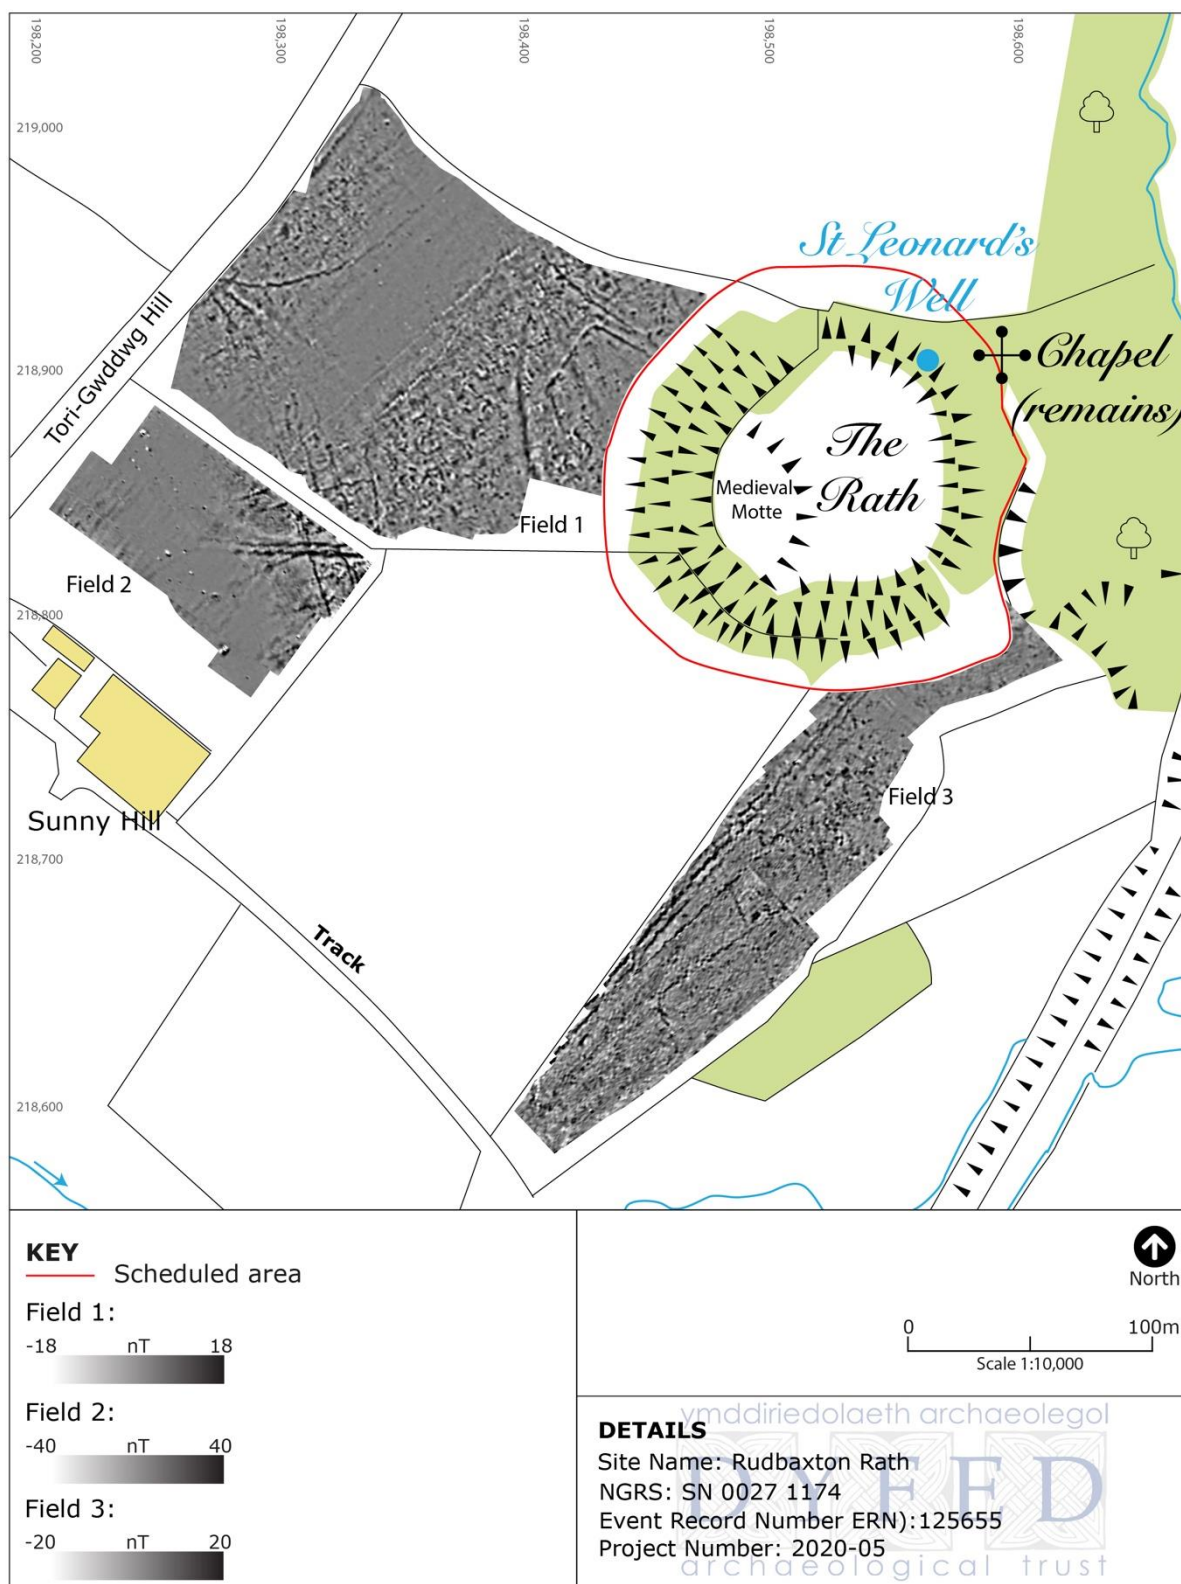 198,200
198,300
198,400
198,500
198,600
219,000
218,900
218,800
218,700
218,600
Tori-Gwddwg Hill
St Leonard's
Well
Chapel
(remains)
The
Rath
Medieval
Motte
Field 1
Field 2
Field 3
Sunny Hill
Track
KEY
Scheduled area
Field 1:
-18 nT 18
Field 2:
-40 nT 40
Field 3:
-20 nT 20
North
0 100m
Scale 1:10,000
ymddiriedolaeth archaeolegol
DETAILS
Site Name: Rudbaxton Rath
NGRS: SN 0027 1174
DYFED
Event Record Number ERN):125655
Project Number: 2020-05
archaeological trust